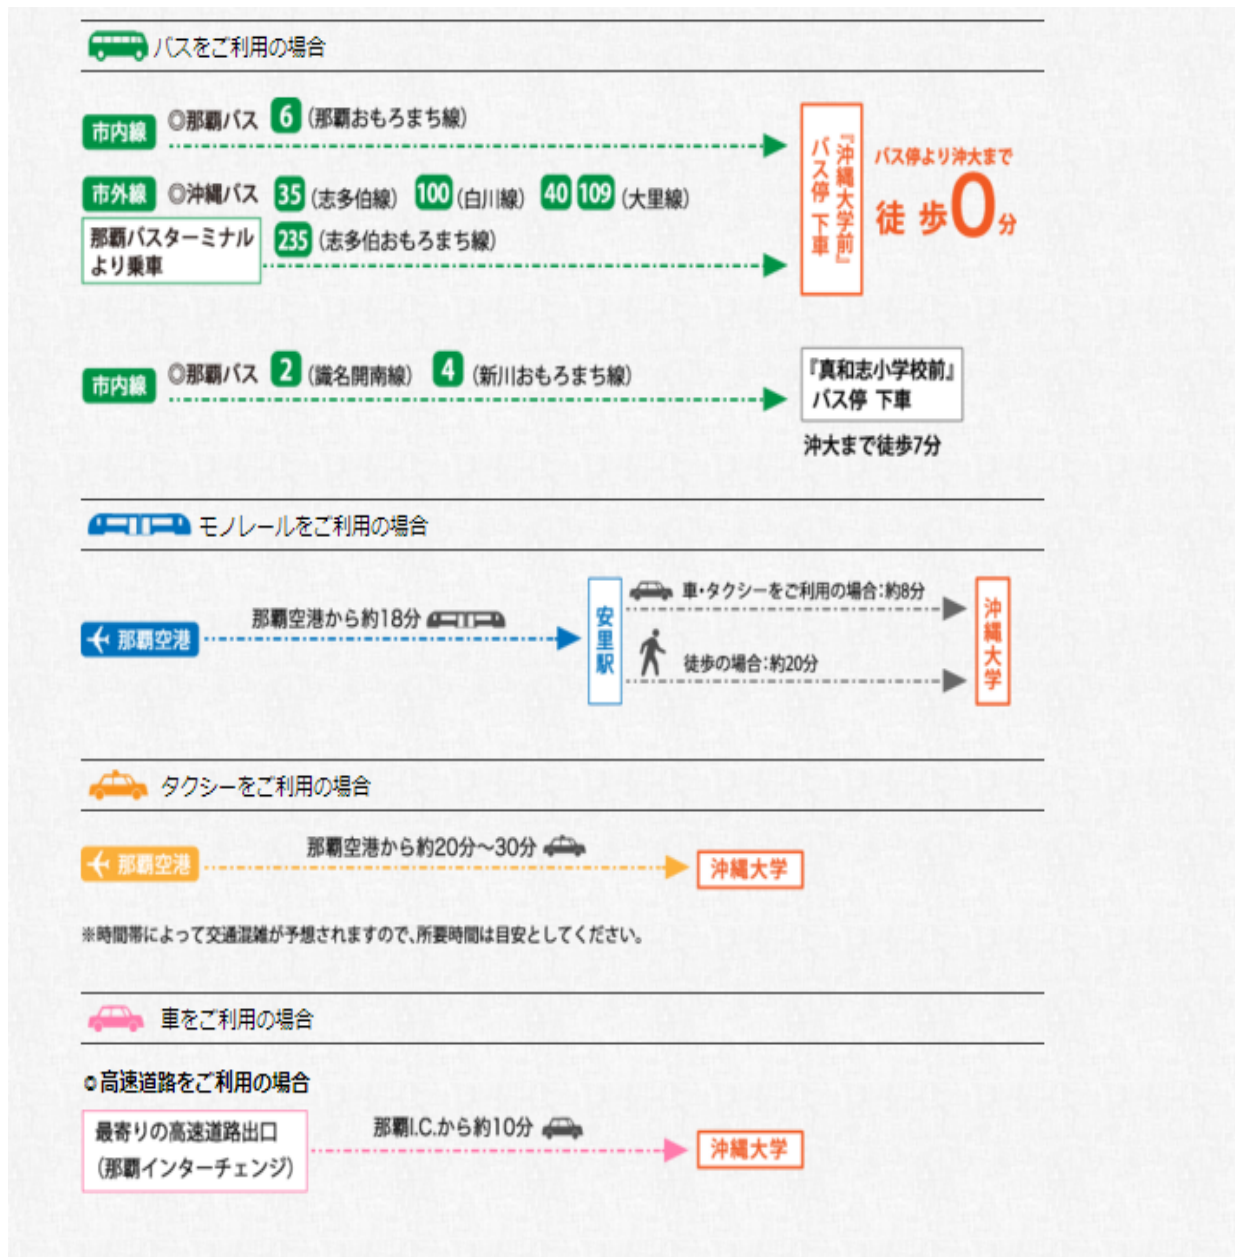 バスをご利用の場合
市内線 ◎那覇バス 6 (那覇おもろまち線)
市外線 ◎沖縄バス 35 (志多伯線) 100 (白川線) 40 109 (大里線)
那覇バスターミナル
より乗車
235 (志多伯おもろまち線)
『沖縄大学前』
バス停 下車
バス停より沖大まで
徒歩0分
市内線 ◎那覇バス 2 (識名開南線) 4 (新川おもろまち線)
『真和志小学校前』
バス停 下車
沖大まで徒歩7分
モノレールをご利用の場合
那覇空港
那覇空港から約18分
安里駅
車・タクシーをご利用の場合:約8分
徒歩の場合:約20分
沖縄大学
タクシーをご利用の場合
那覇空港
那覇空港から約20分～30分
沖縄大学
※時間帯によって交通混雑が予想されますので、所要時間は目安としてください。
車をご利用の場合
◎高速道路をご利用の場合
最寄りの高速道路出口
(那覇インターチェンジ)
那覇I.C.から約10分
沖縄大学